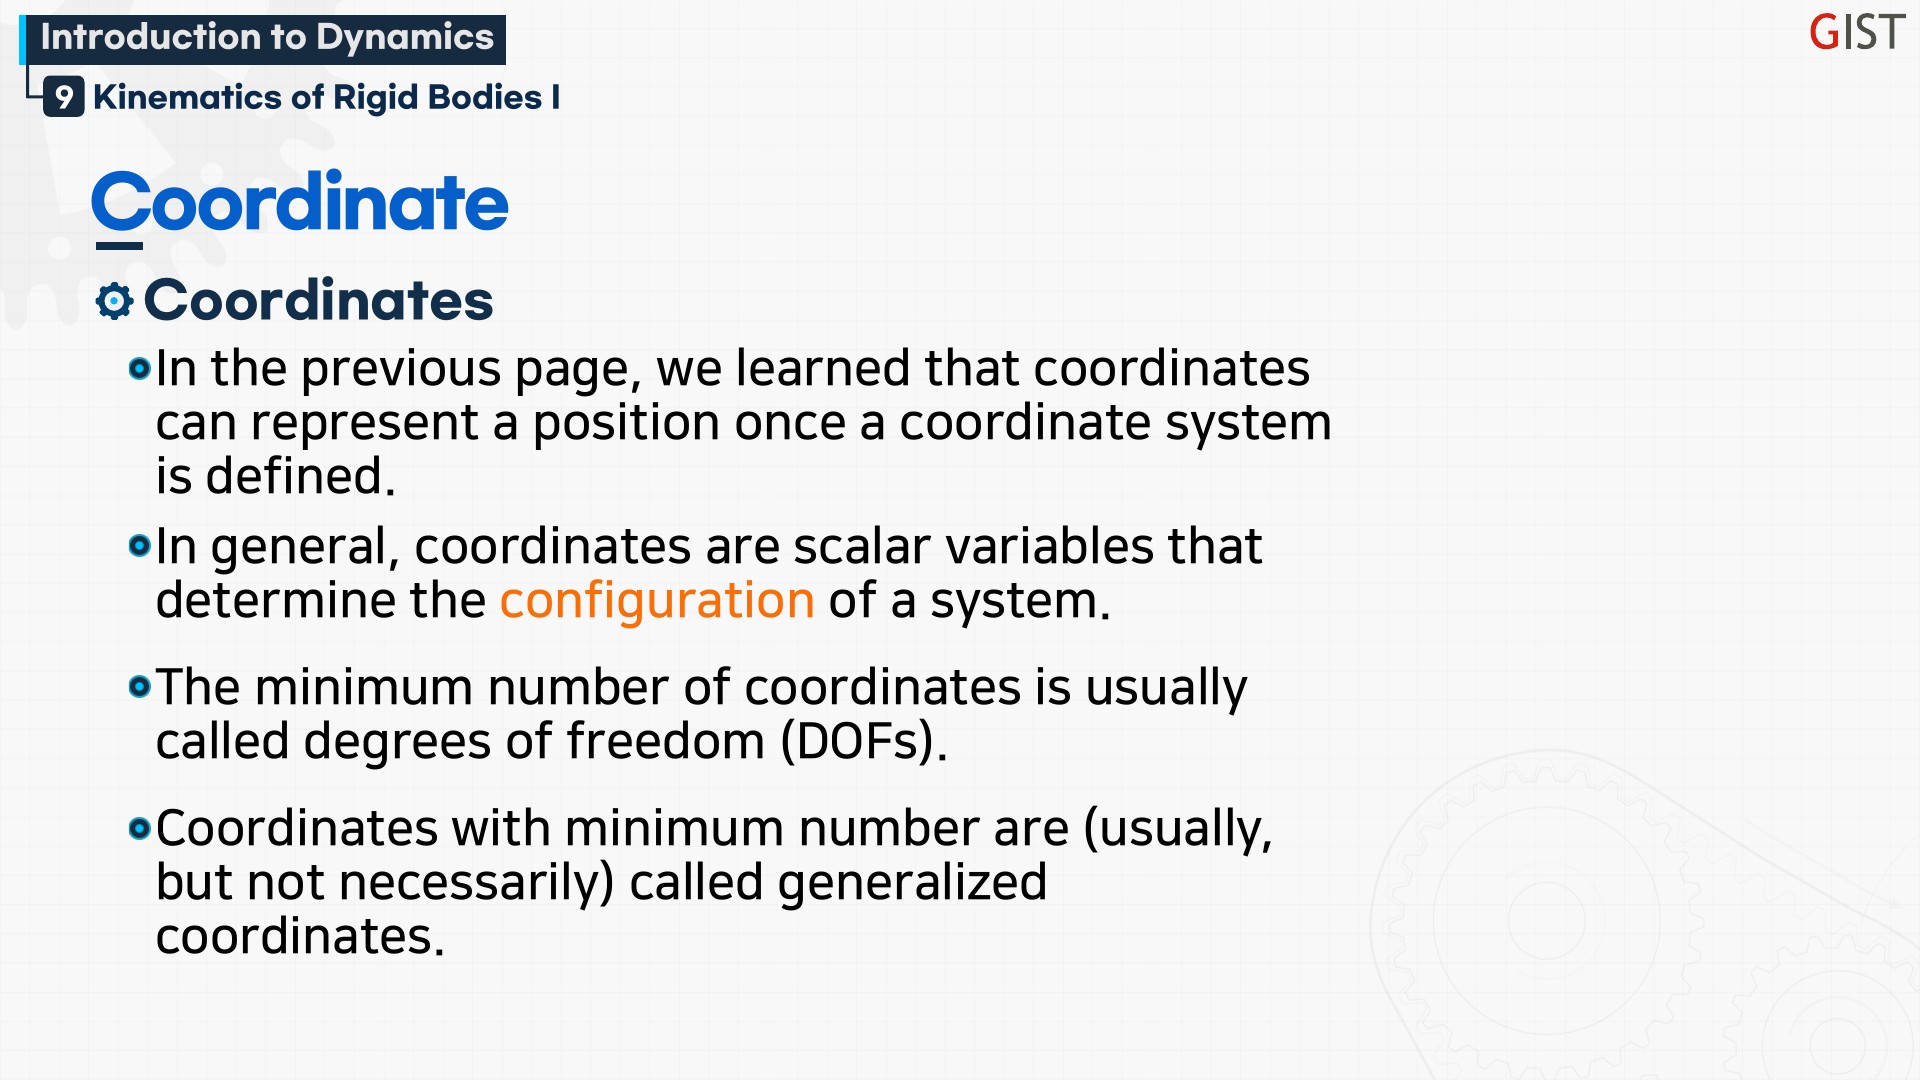 Introduction to Dynamics
GIST
9 Kinematics of Rigid Bodies I
Coordinate
Coordinates
In the previous page, we learned that coordinates
can represent a position once a coordinate system
is defined.
In general, coordinates are scalar variables that
determine the configuration of a system.
The minimum number of coordinates is usually
called degrees of freedom (DOFs).
Coordinates with minimum number are (usually,
but not necessarily) called generalized
coordinates.